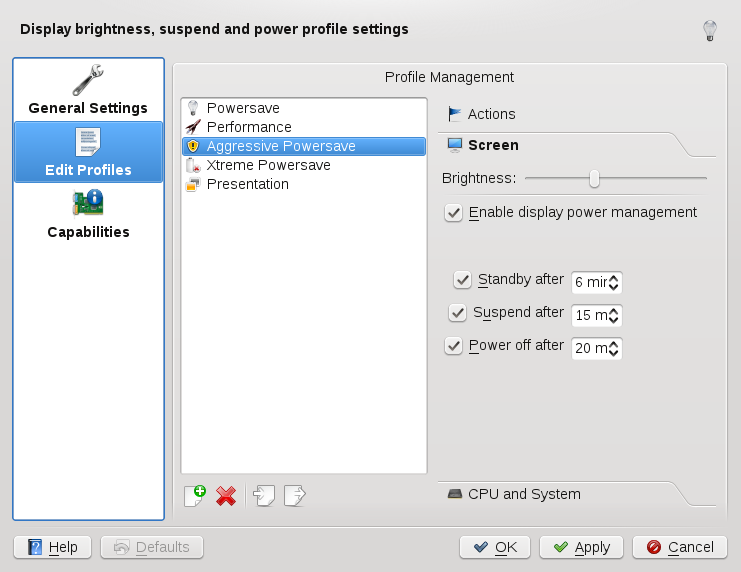 Display brightness, suspend and power profile settings
General Settings
Edit Profiles
Capabilities
Profile Management
Powersave
Performance
Aggressive Powersave
Xtreme Powersave
Presentation
Actions
Screen
Brightness:
Enable display power management
Standby after 6 min
Suspend after 15 m
Power off after 20 m
CPU and System
Help
Defaults
OK
Apply
Cancel